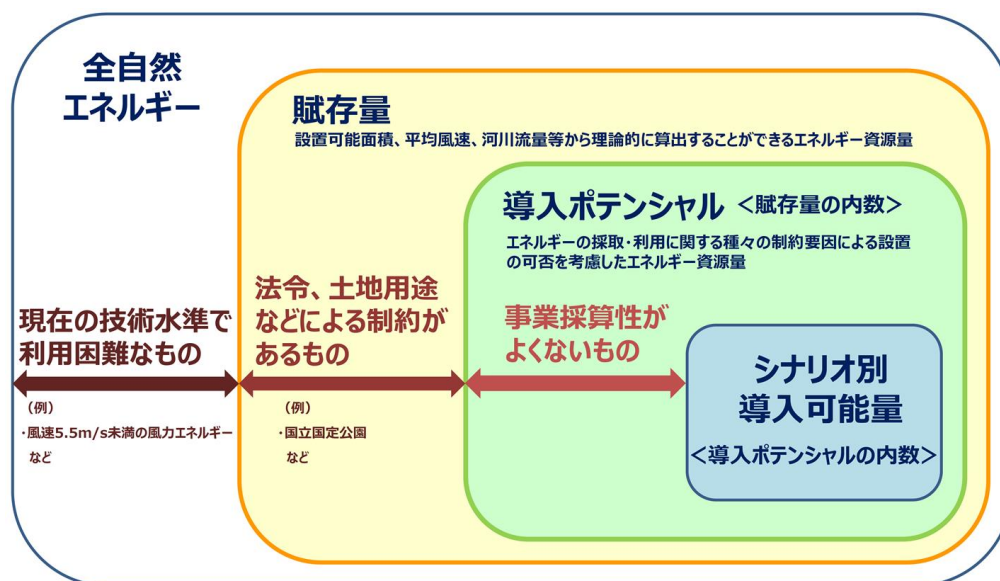 全自然
エネルギー
賦存量
設置可能面積、平均風速、河川流量等から理論的に算出することができるエネルギー資源量
導入ポテンシャル <賦存量の内数>
エネルギーの採取・利用に関する種々の制約要因による設置
の可否を考慮したエネルギー資源量
現在の技術水準で
利用困難なもの
(例)
・風速5.5m/s未満の風力エネルギー
など
法令、土地用途
などによる制約が
あるもの
(例)
・国立国定公園
など
事業採算性が
よくないもの
シナリオ別
導入可能量
<導入ポテンシャルの内数>